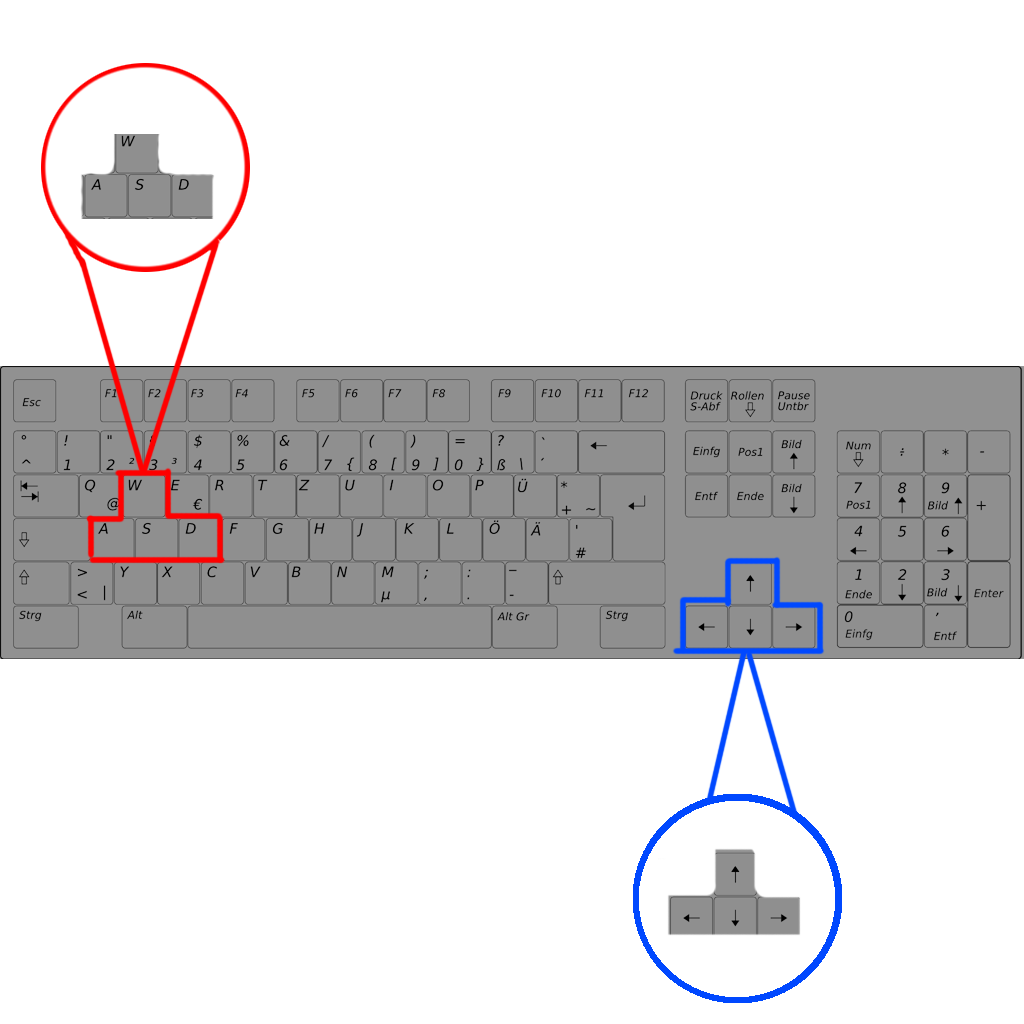 W
A S D
Esc F1 F2 F3 F4 F5 F6 F7 F8 F9 F10 F11 F12 Druck S-Abf Rollen ⇩ Pause Untbr
° ! " $ % & / ( ) = ? ` ← Einfg Pos1 Bild ↑ Num ⇩ ÷ * -
^ 1 2 ² 3 ³ 4 5 6 7 { 8 [ 9 ] 0 } ß \ ´
Q W E R T Z U I O P Ü * Entf Ende Bild ↓ 7 8 9 +
@ € + ~ ↵ Pos1 ↑ Bild ↑
⇩ A S D F G H J K L Ö Ä ' 4 5 6
# ← →
⇧ > Y X C V B N M ; : _ ⇧ ↑ 1 2 3 Enter
< | µ , . - Ende ↓ Bild ↓
Strg Alt Alt Gr Strg ← ↓ → 0 Einfg , Entf
↑
← ↓ →